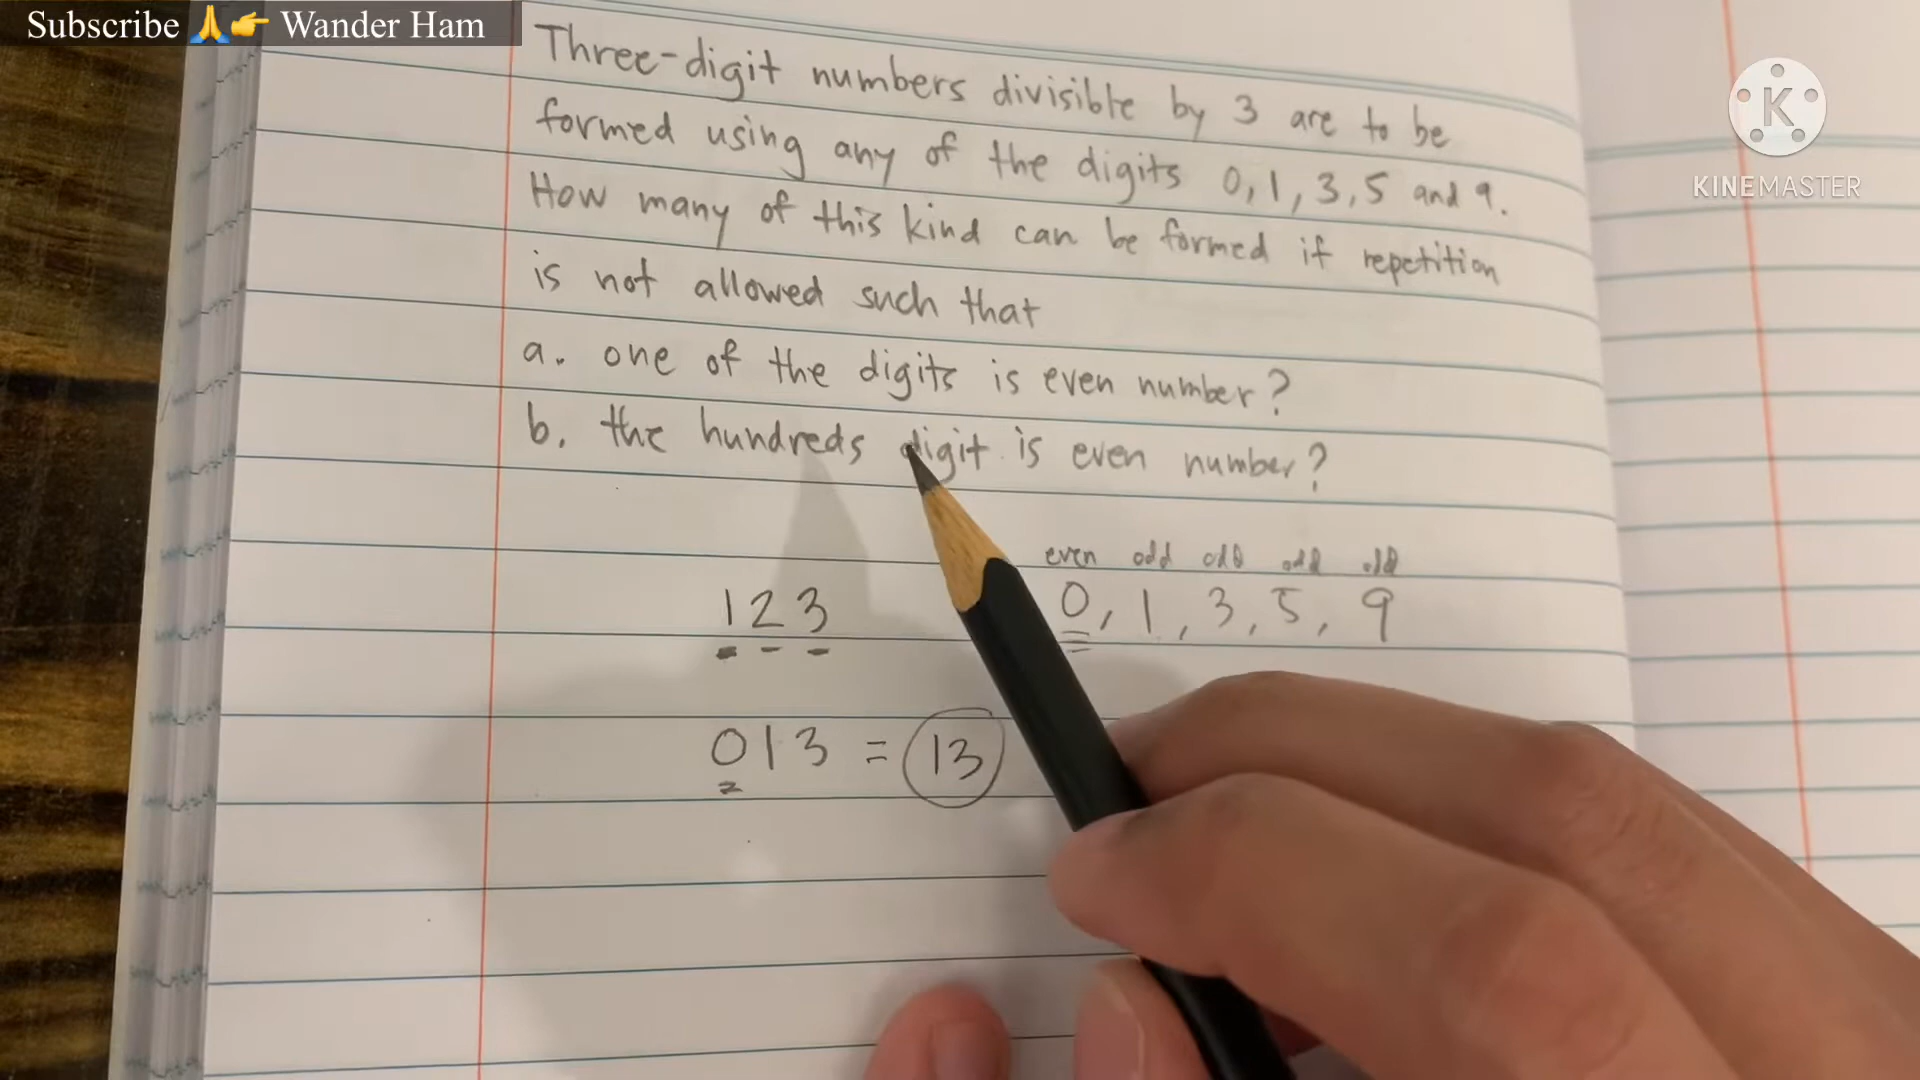 Subscribe 🙏👉 Wander Ham
Three-digit numbers divisible by 3 are to be
formed using any of the digits 0, 1, 3, 5 and 9.
How many of this kind can be formed if repetition
is not allowed such that
a. one of the digits is even number?
b. the hundreds digit is even number?
even odd odd odd odd
123 0, 1, 3, 5, 9
013 = 13
K
KINEMASTER